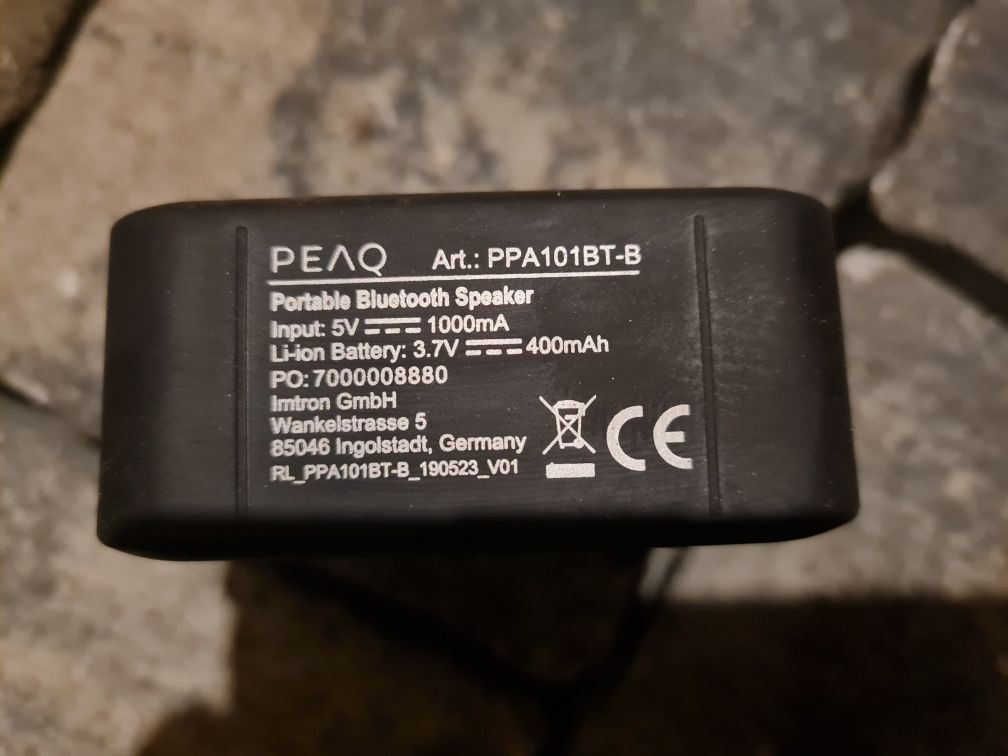 PEAQ Art.: PPA101BT-B
Portable Bluetooth Speaker
Input: 5V ⎓ 1000mA
Li-ion Battery: 3.7V ⎓ 400mAh
PO: 7000008880
Imtron GmbH
Wankelstrasse 5
85046 Ingolstadt, Germany
RL_PPA101BT-B_190523_V01
CE